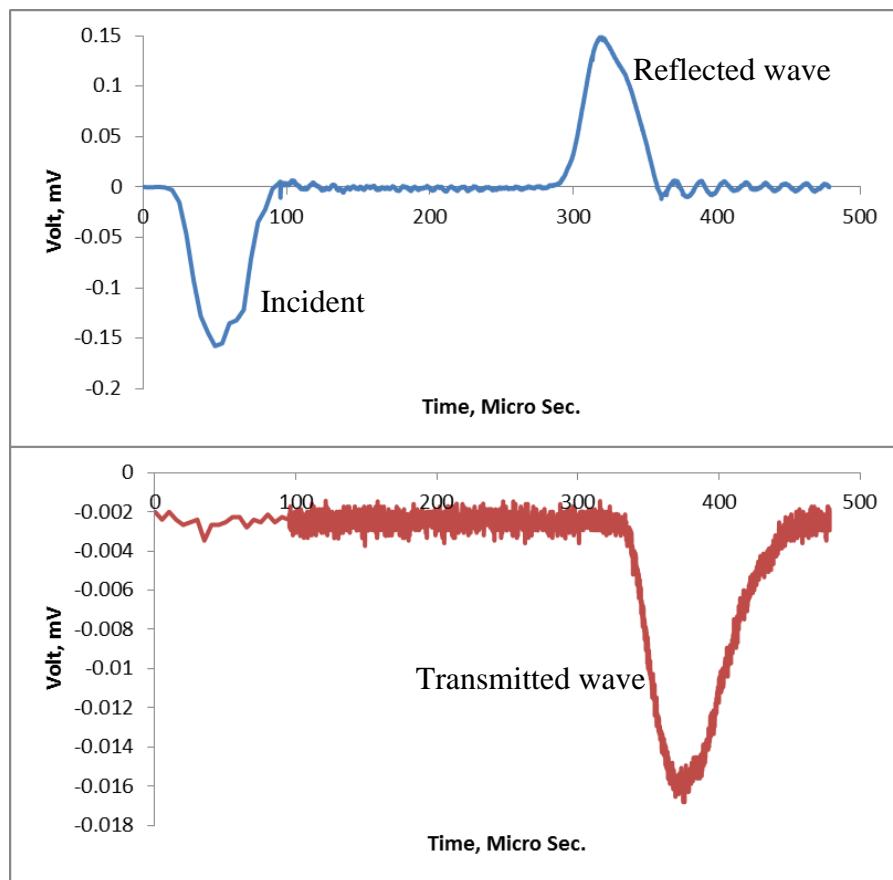 0.15
Reflected wave
0.1
0.05
0
0 100 200 300 400 500
Volt, mV
-0.05
-0.1
Incident
-0.15
-0.2
Time, Micro Sec.
0
0 100 200 300 400 500
-0.002
-0.004
-0.006
-0.008
Volt, mV
-0.01
Transmitted wave
-0.012
-0.014
-0.016
-0.018
Time, Micro Sec.